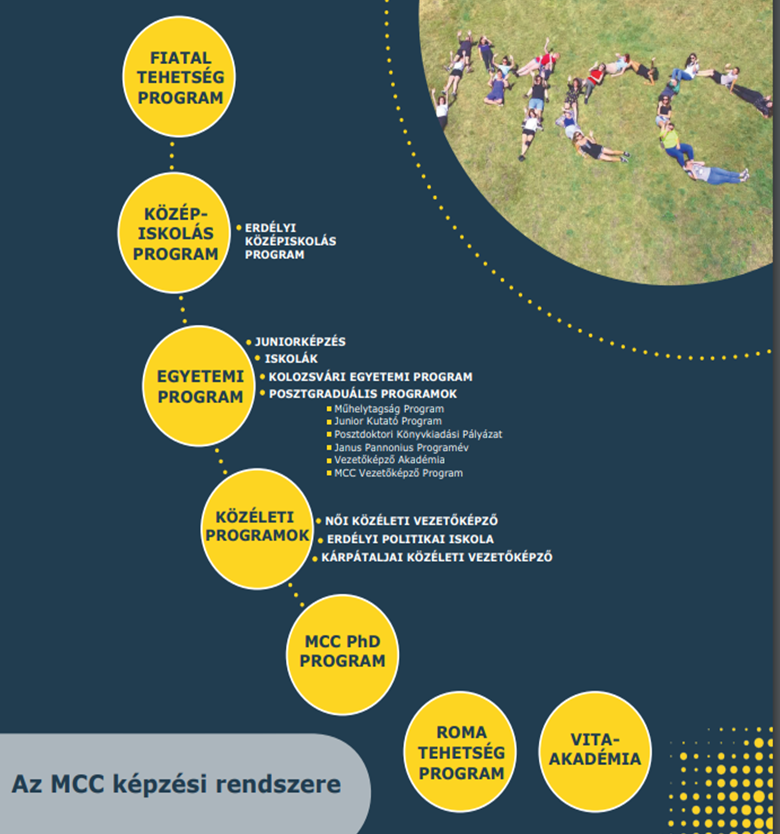 FIATAL
TEHETSÉG
PROGRAM
KÖZÉP-
ISKOLÁS
PROGRAM
ERDÉLYI
KÖZÉPISKOLÁS
PROGRAM
EGYETEMI
PROGRAM
JUNIORKÉPZÉS
ISKOLÁK
KOLOZSVÁRI EGYETEMI PROGRAM
POSZTGRADUÁLIS PROGRAMOK
Műhelytagság Program
Junior Kutató Program
Posztdoktori Könyvkiadási Pályázat
Janus Pannonius Programév
Vezetőképző Akadémia
MCC Vezetőképző Program
KÖZÉLETI
PROGRAMOK
NŐI KÖZÉLETI VEZETŐKÉPZŐ
ERDÉLYI POLITIKAI ISKOLA
KÁRPÁTALJAI KÖZÉLETI VEZETŐKÉPZŐ
MCC PhD
PROGRAM
ROMA
TEHETSÉG
PROGRAM
VITA-
AKADÉMIA
Az MCC képzési rendszere
MCC